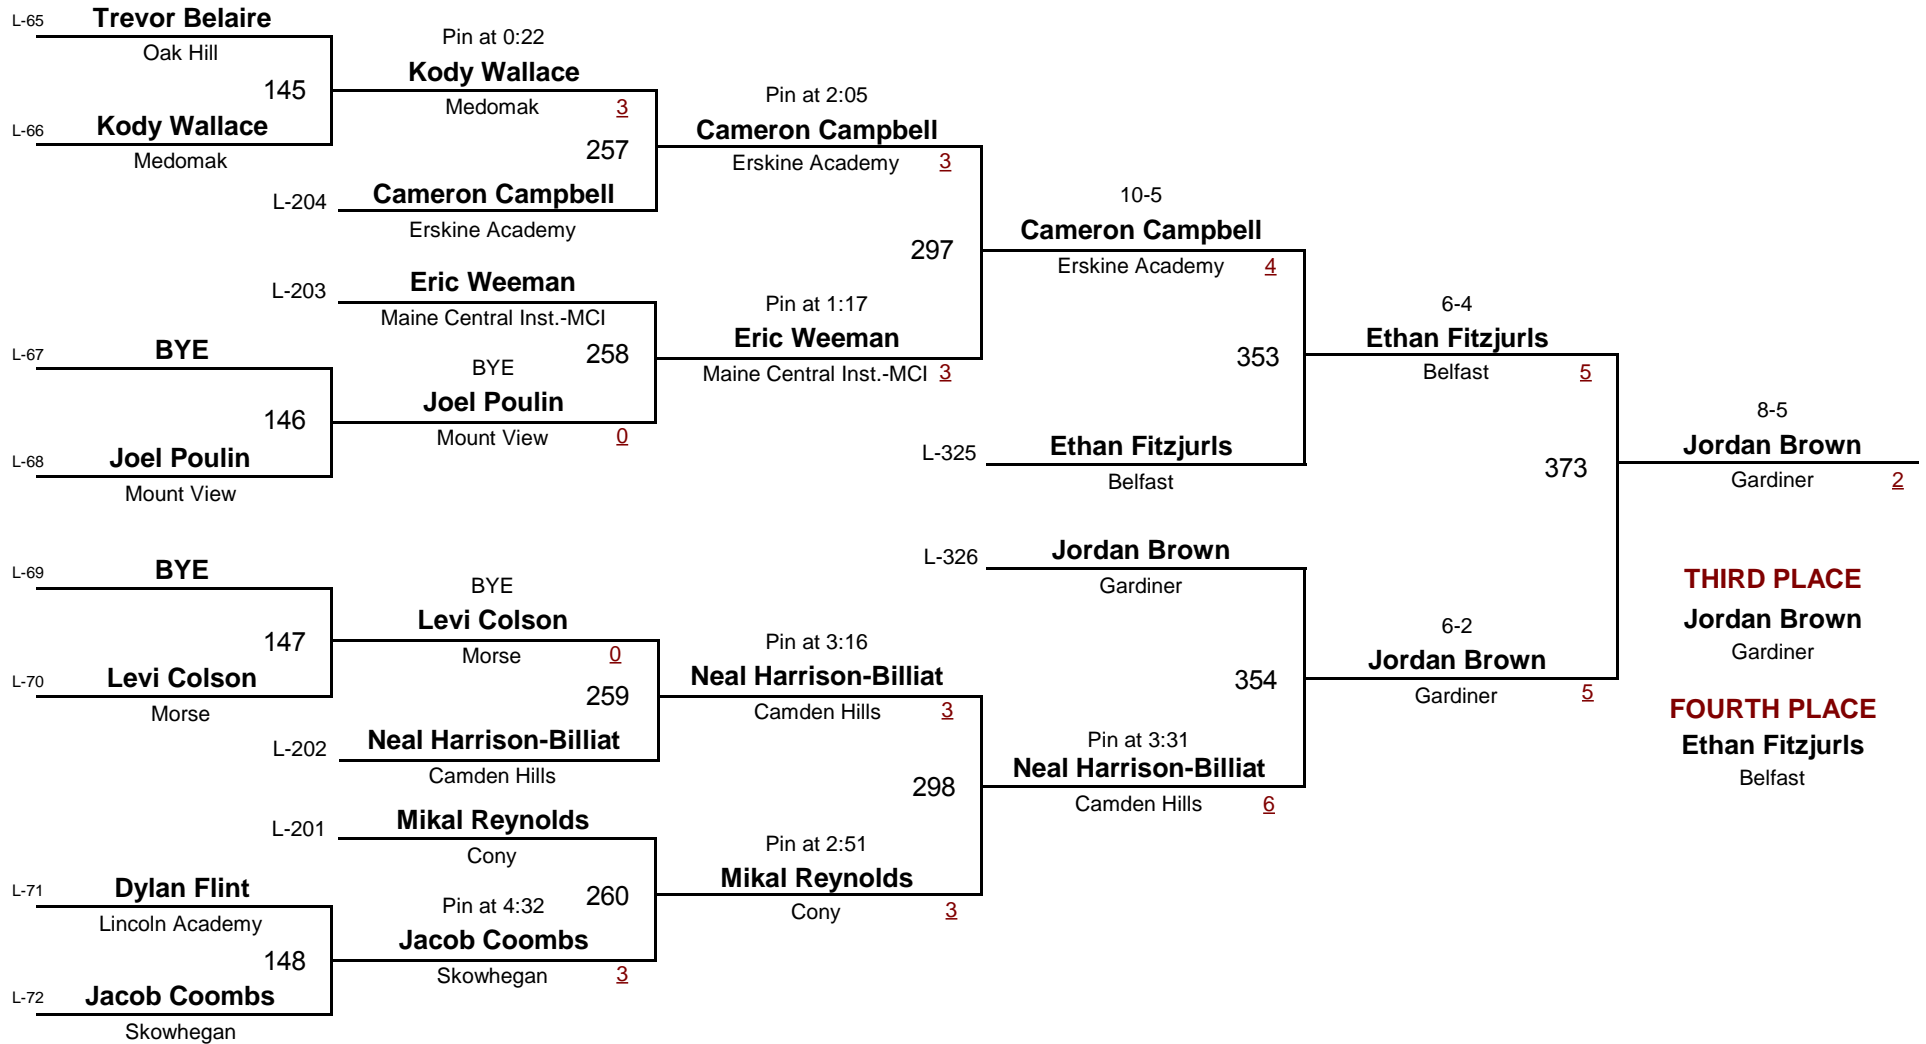 L-65 Trevor Belaire
Oak Hill
145
L-66 Kody Wallace
Medomak
Pin at 0:22
Kody Wallace
Medomak 3
257
L-204 Cameron Campbell
Erskine Academy
Pin at 2:05
Cameron Campbell
Erskine Academy 3
L-203 Eric Weeman
Maine Central Inst.-MCI
258
L-67 BYE
146
L-68 Joel Poulin
Mount View
BYE
Joel Poulin
Mount View 0
Pin at 1:17
Eric Weeman
Maine Central Inst.-MCI 3
297
10-5
Cameron Campbell
Erskine Academy 4
353
L-325 Ethan Fitzjurls
Belfast
6-4
Ethan Fitzjurls
Belfast 5
373
8-5
Jordan Brown
Gardiner 2
L-69 BYE
147
L-70 Levi Colson
Morse
BYE
Levi Colson
Morse 0
259
L-202 Neal Harrison-Billiat
Camden Hills
Pin at 3:16
Neal Harrison-Billiat
Camden Hills 3
298
L-201 Mikal Reynolds
Cony
260
L-71 Dylan Flint
Lincoln Academy
148
L-72 Jacob Coombs
Skowhegan
Pin at 4:32
Jacob Coombs
Skowhegan 3
Pin at 2:51
Mikal Reynolds
Cony 3
L-326 Jordan Brown
Gardiner
354
Pin at 3:31
Neal Harrison-Billiat
Camden Hills 6
6-2
Jordan Brown
Gardiner 5
THIRD PLACE
Jordan Brown
Gardiner
FOURTH PLACE
Ethan Fitzjurls
Belfast